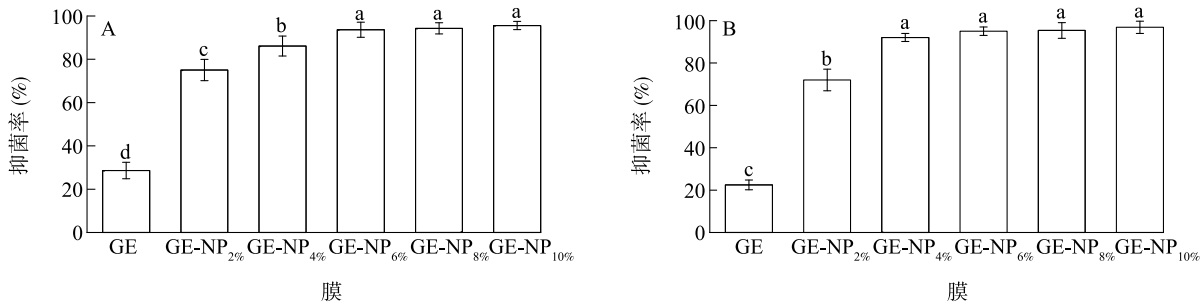 100
A
80
60
40
20
0
抑菌率 (%)
d
c
b
a
a
a
GE
GE-NP2%
GE-NP4%
GE-NP6%
GE-NP8%
GE-NP10%
膜
100
B
80
60
40
20
0
抑菌率 (%)
c
b
a
a
a
a
GE
GE-NP2%
GE-NP4%
GE-NP6%
GE-NP8%
GE-NP10%
膜